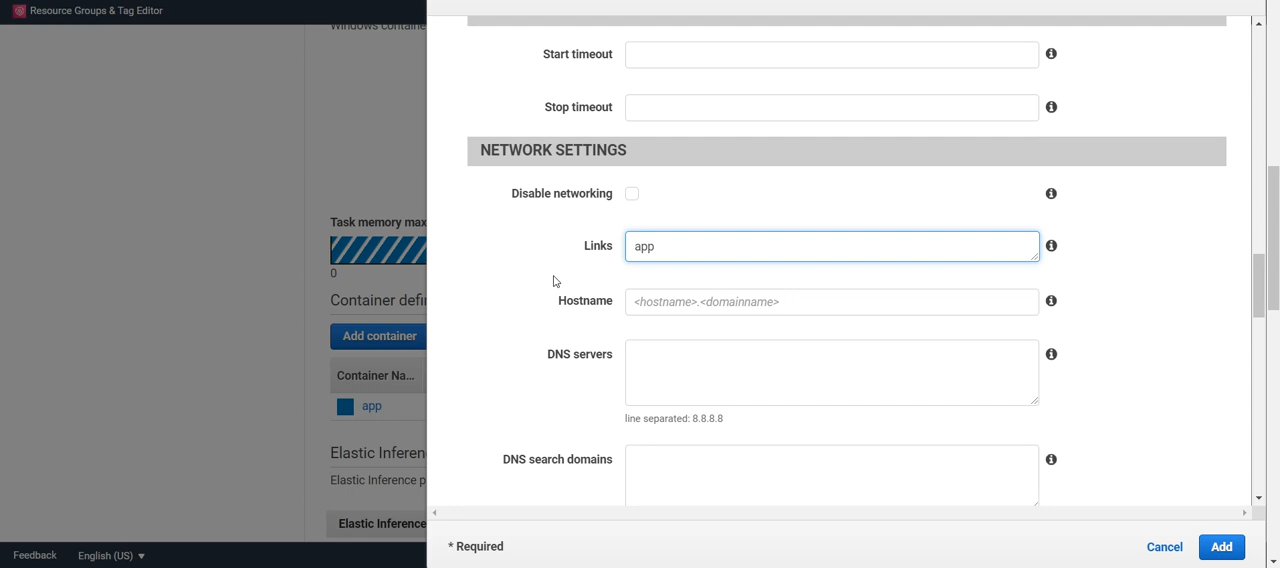 Resource Groups & Tag Editor
Windows containe
Start timeout
Stop timeout
NETWORK SETTINGS
Disable networking
Task memory max
Links app
0
Container defi
Hostname <hostname>.<domainname>
Add container
DNS servers
Container Na...
app
line separated: 8.8.8.8
Elastic Inferen
DNS search domains
Elastic Inference p
Elastic Inference
* Required
Cancel
Add
Feedback
English (US)